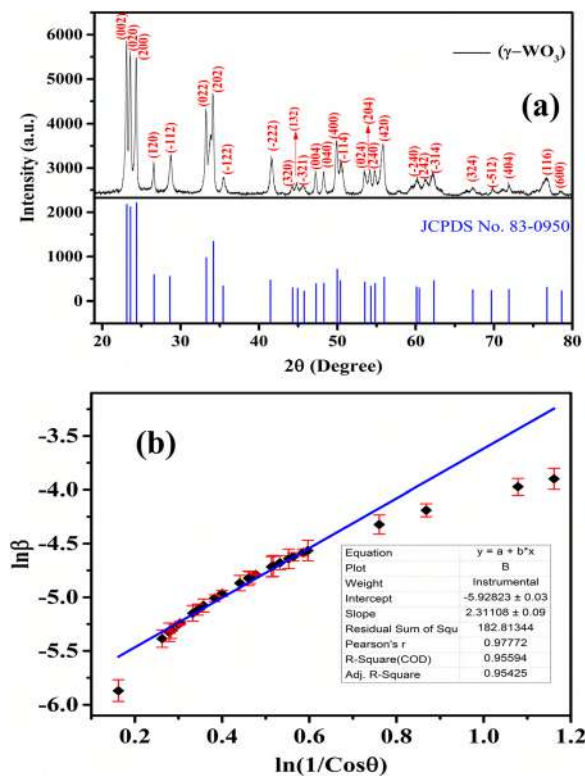 6000
5000
4000
3000
2000
1000
0
Intensity (a.u.)
(002)
(020)
(200)
(120)
(-112)
(022)
(202)
(-122)
(-222)
(320)
(132)
(-321)
(004)
(040)
(400)
(-114)
(024)
(204)
(240)
(420)
(-240)
(242)
(-314)
(324)
(-512)
(404)
(116)
(600)
(γ−WO3)
(a)
JCPDS No. 83-0950
20 30 40 50 60 70 80
2θ (Degree)
(b)
-3.5
-4.0
-4.5
-5.0
-5.5
-6.0
lnβ
Equation y = a + b*x
Plot B
Weight Instrumental
Intercept -5.92823 ± 0.03
Slope 2.31108 ± 0.09
Residual Sum of Squ 182.81344
Pearson's r 0.97772
R-Square(COD) 0.95594
Adj. R-Square 0.95425
0.2 0.4 0.6 0.8 1.0 1.2
ln(1/Cosθ)